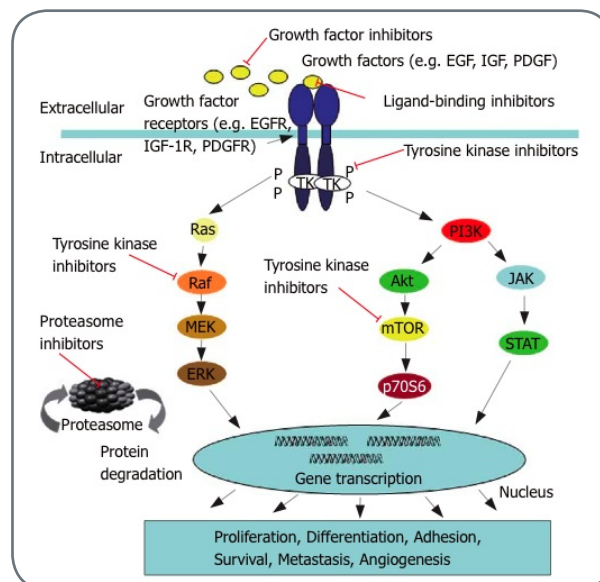 Growth factor inhibitors
Growth factors (e.g. EGF, IGF, PDGF)
Extracellular
Growth factor
receptors (e.g. EGFR,
IGF-1R, PDGFR)
Ligand-binding inhibitors
Intracellular
Tyrosine kinase inhibitors
P
P
TK
TK
P
P
Ras
PI3K
Tyrosine kinase
inhibitors
Raf
Tyrosine kinase
inhibitors
Akt
JAK
MEK
mTOR
STAT
Proteasome
inhibitors
ERK
p70S6
Proteasome
Protein
degradation
Gene transcription
Nucleus
Proliferation, Differentiation, Adhesion,
Survival, Metastasis, Angiogenesis